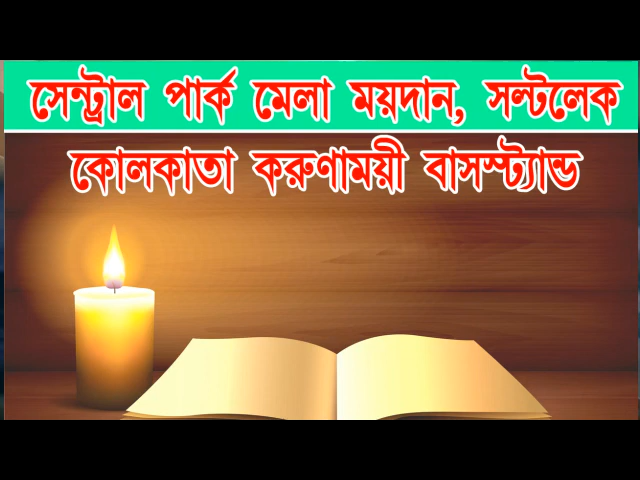 সেন্ট্রাল পার্ক মেলা ময়দান, সল্টলেক
কোলকাতা করুণাময়ী বাসস্ট্যান্ড